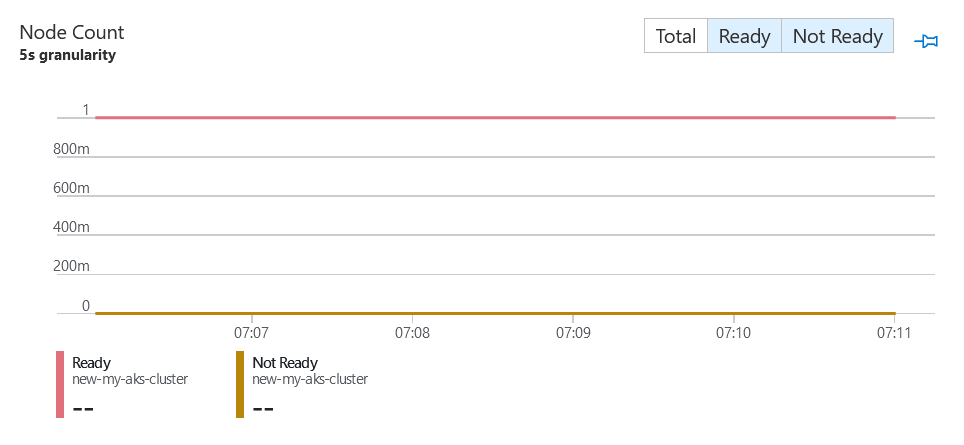 Node Count
5s granularity
Total Ready Not Ready
1
800m
600m
400m
200m
0
07:07 07:08 07:09 07:10 07:11
Ready Not Ready
new-my-aks-cluster new-my-aks-cluster
-- --